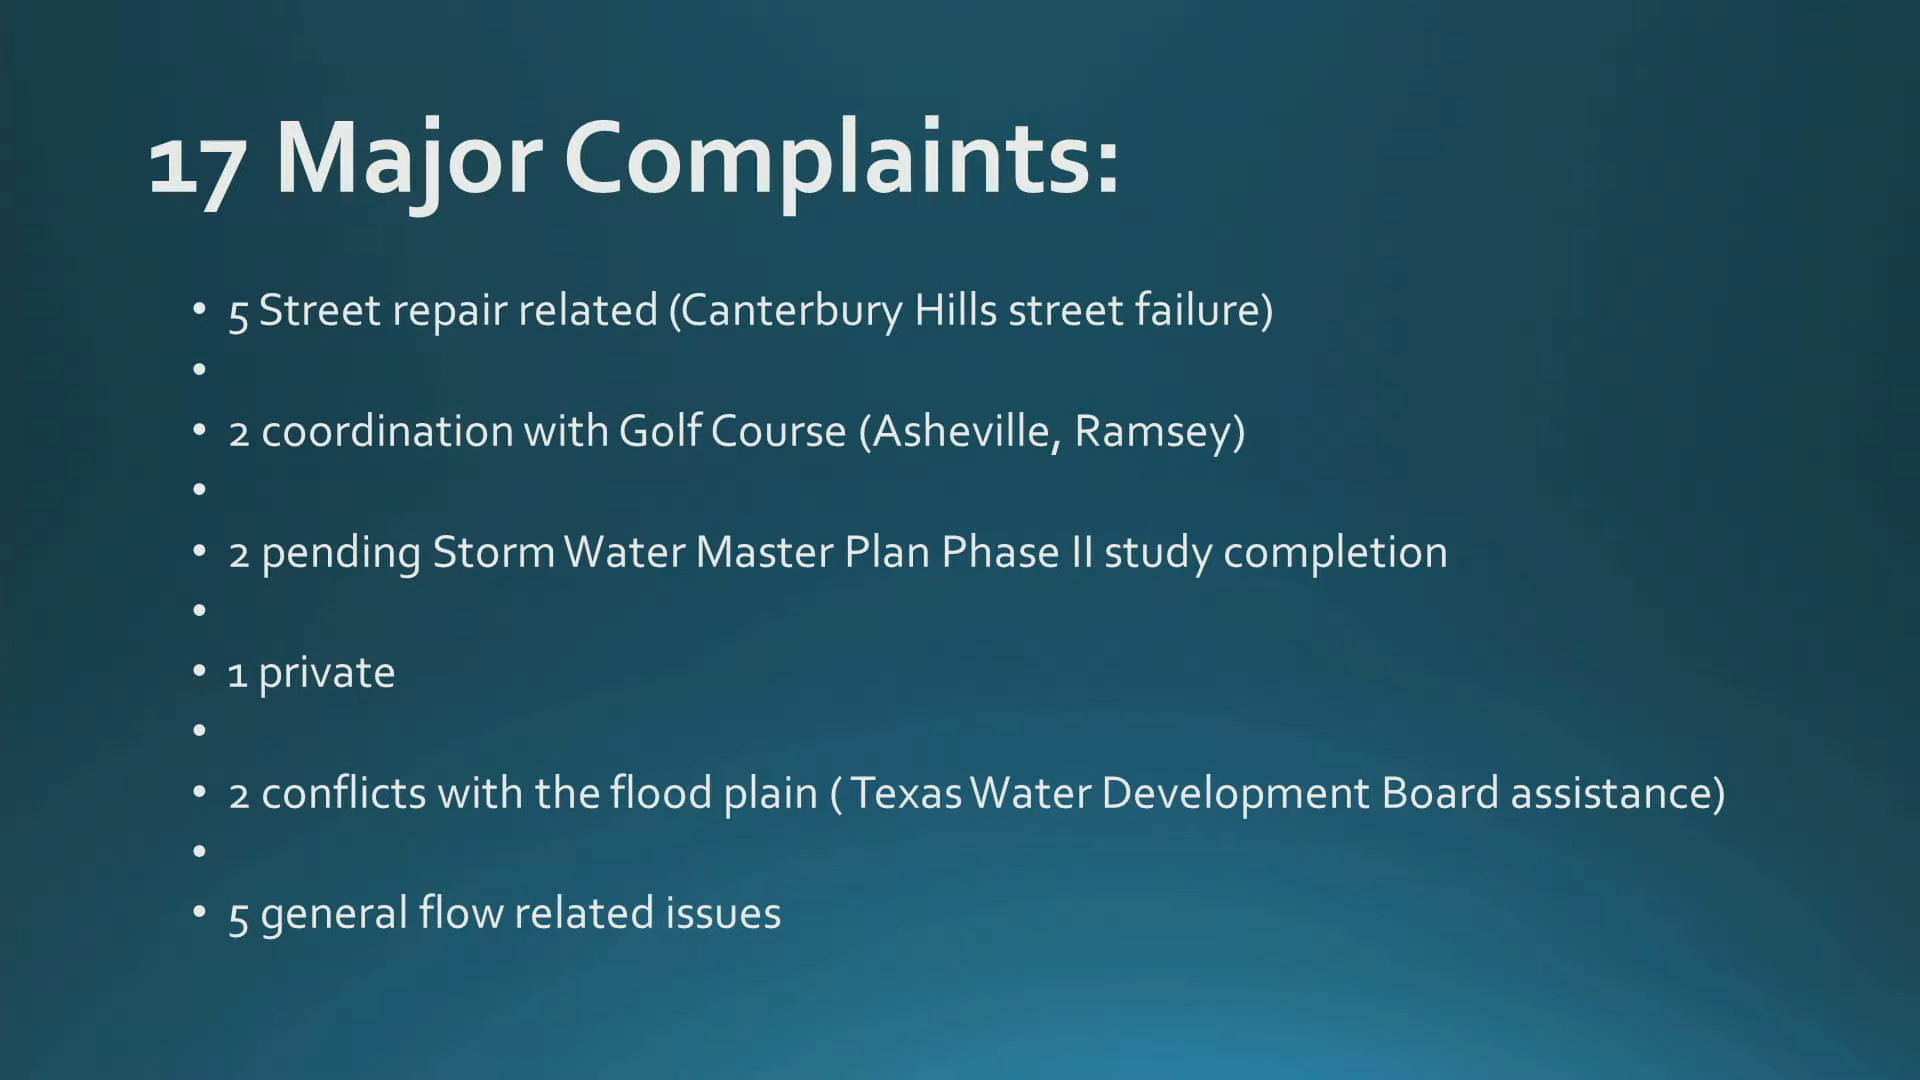 17 Major Complaints:
• 5 Street repair related (Canterbury Hills street failure)
•
• 2 coordination with Golf Course (Asheville, Ramsey)
•
• 2 pending Storm Water Master Plan Phase II study completion
•
• 1 private
•
• 2 conflicts with the flood plain ( Texas Water Development Board assistance)
•
• 5 general flow related issues